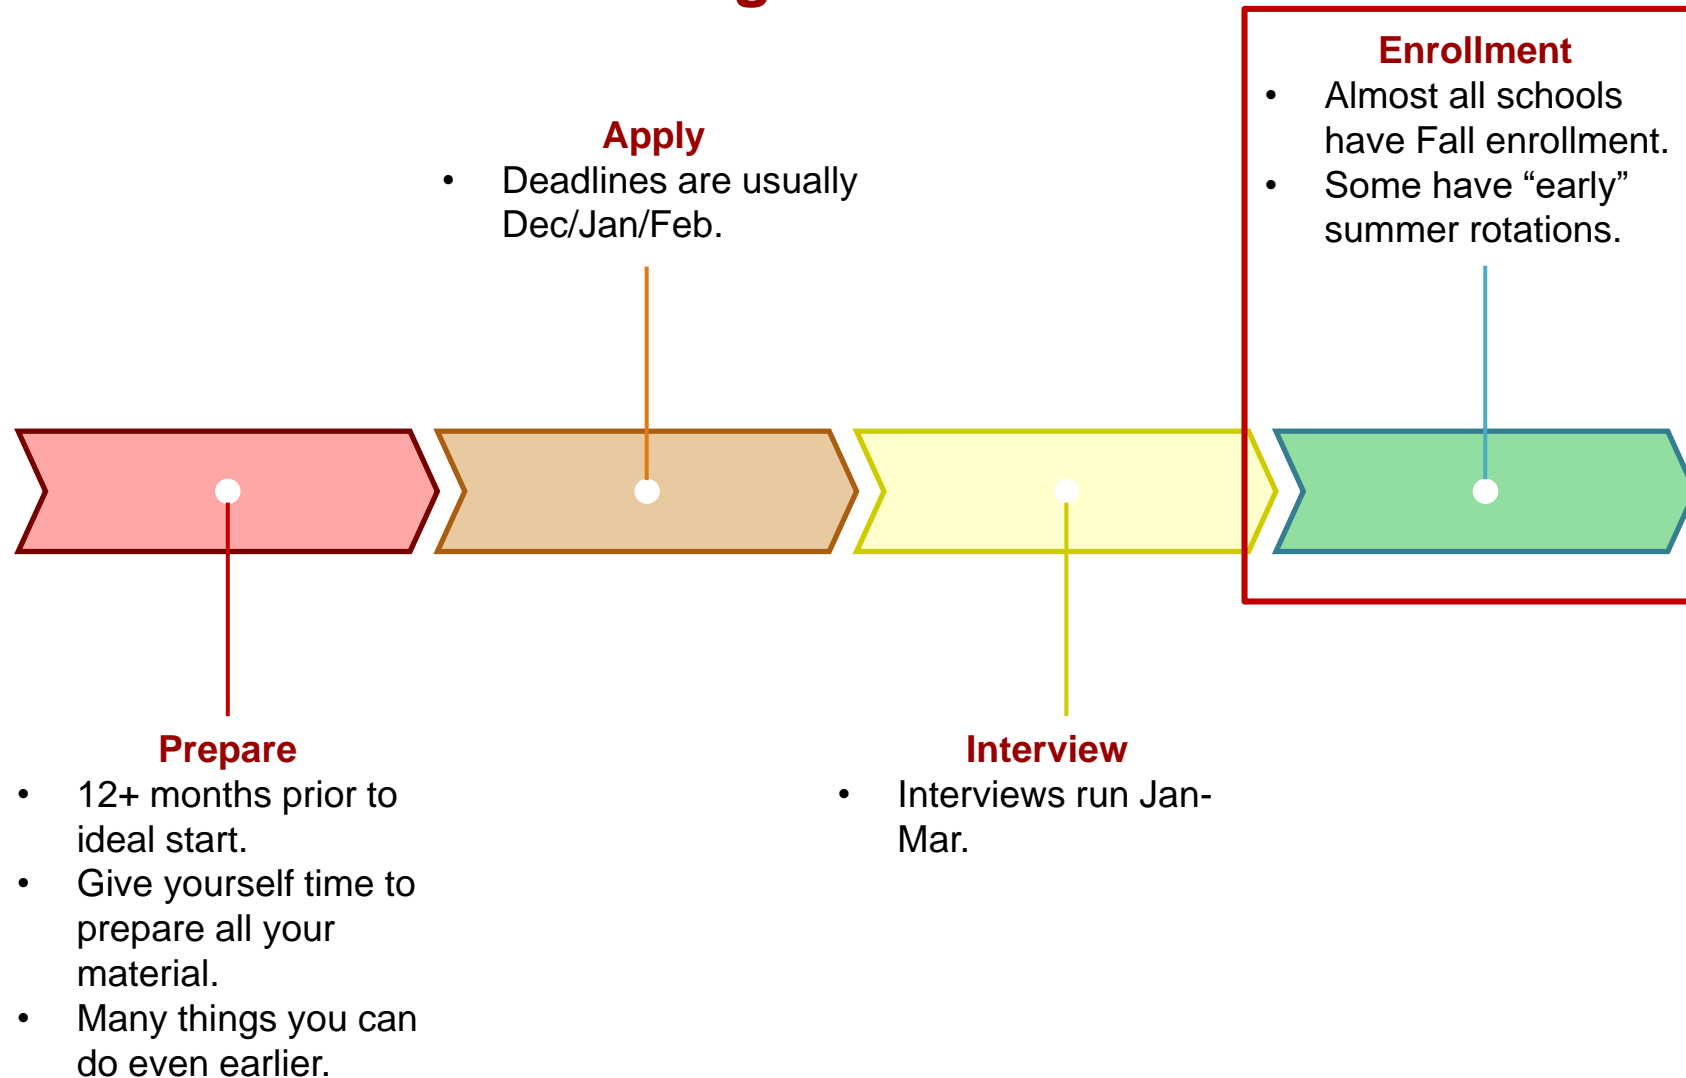 Enrollment
• Almost all schools
have Fall enrollment.
• Some have “early”
summer rotations.
Apply
• Deadlines are usually
Dec/Jan/Feb.
Prepare
• 12+ months prior to
ideal start.
• Give yourself time to
prepare all your
material.
• Many things you can
do even earlier.
Interview
• Interviews run Jan-
Mar.